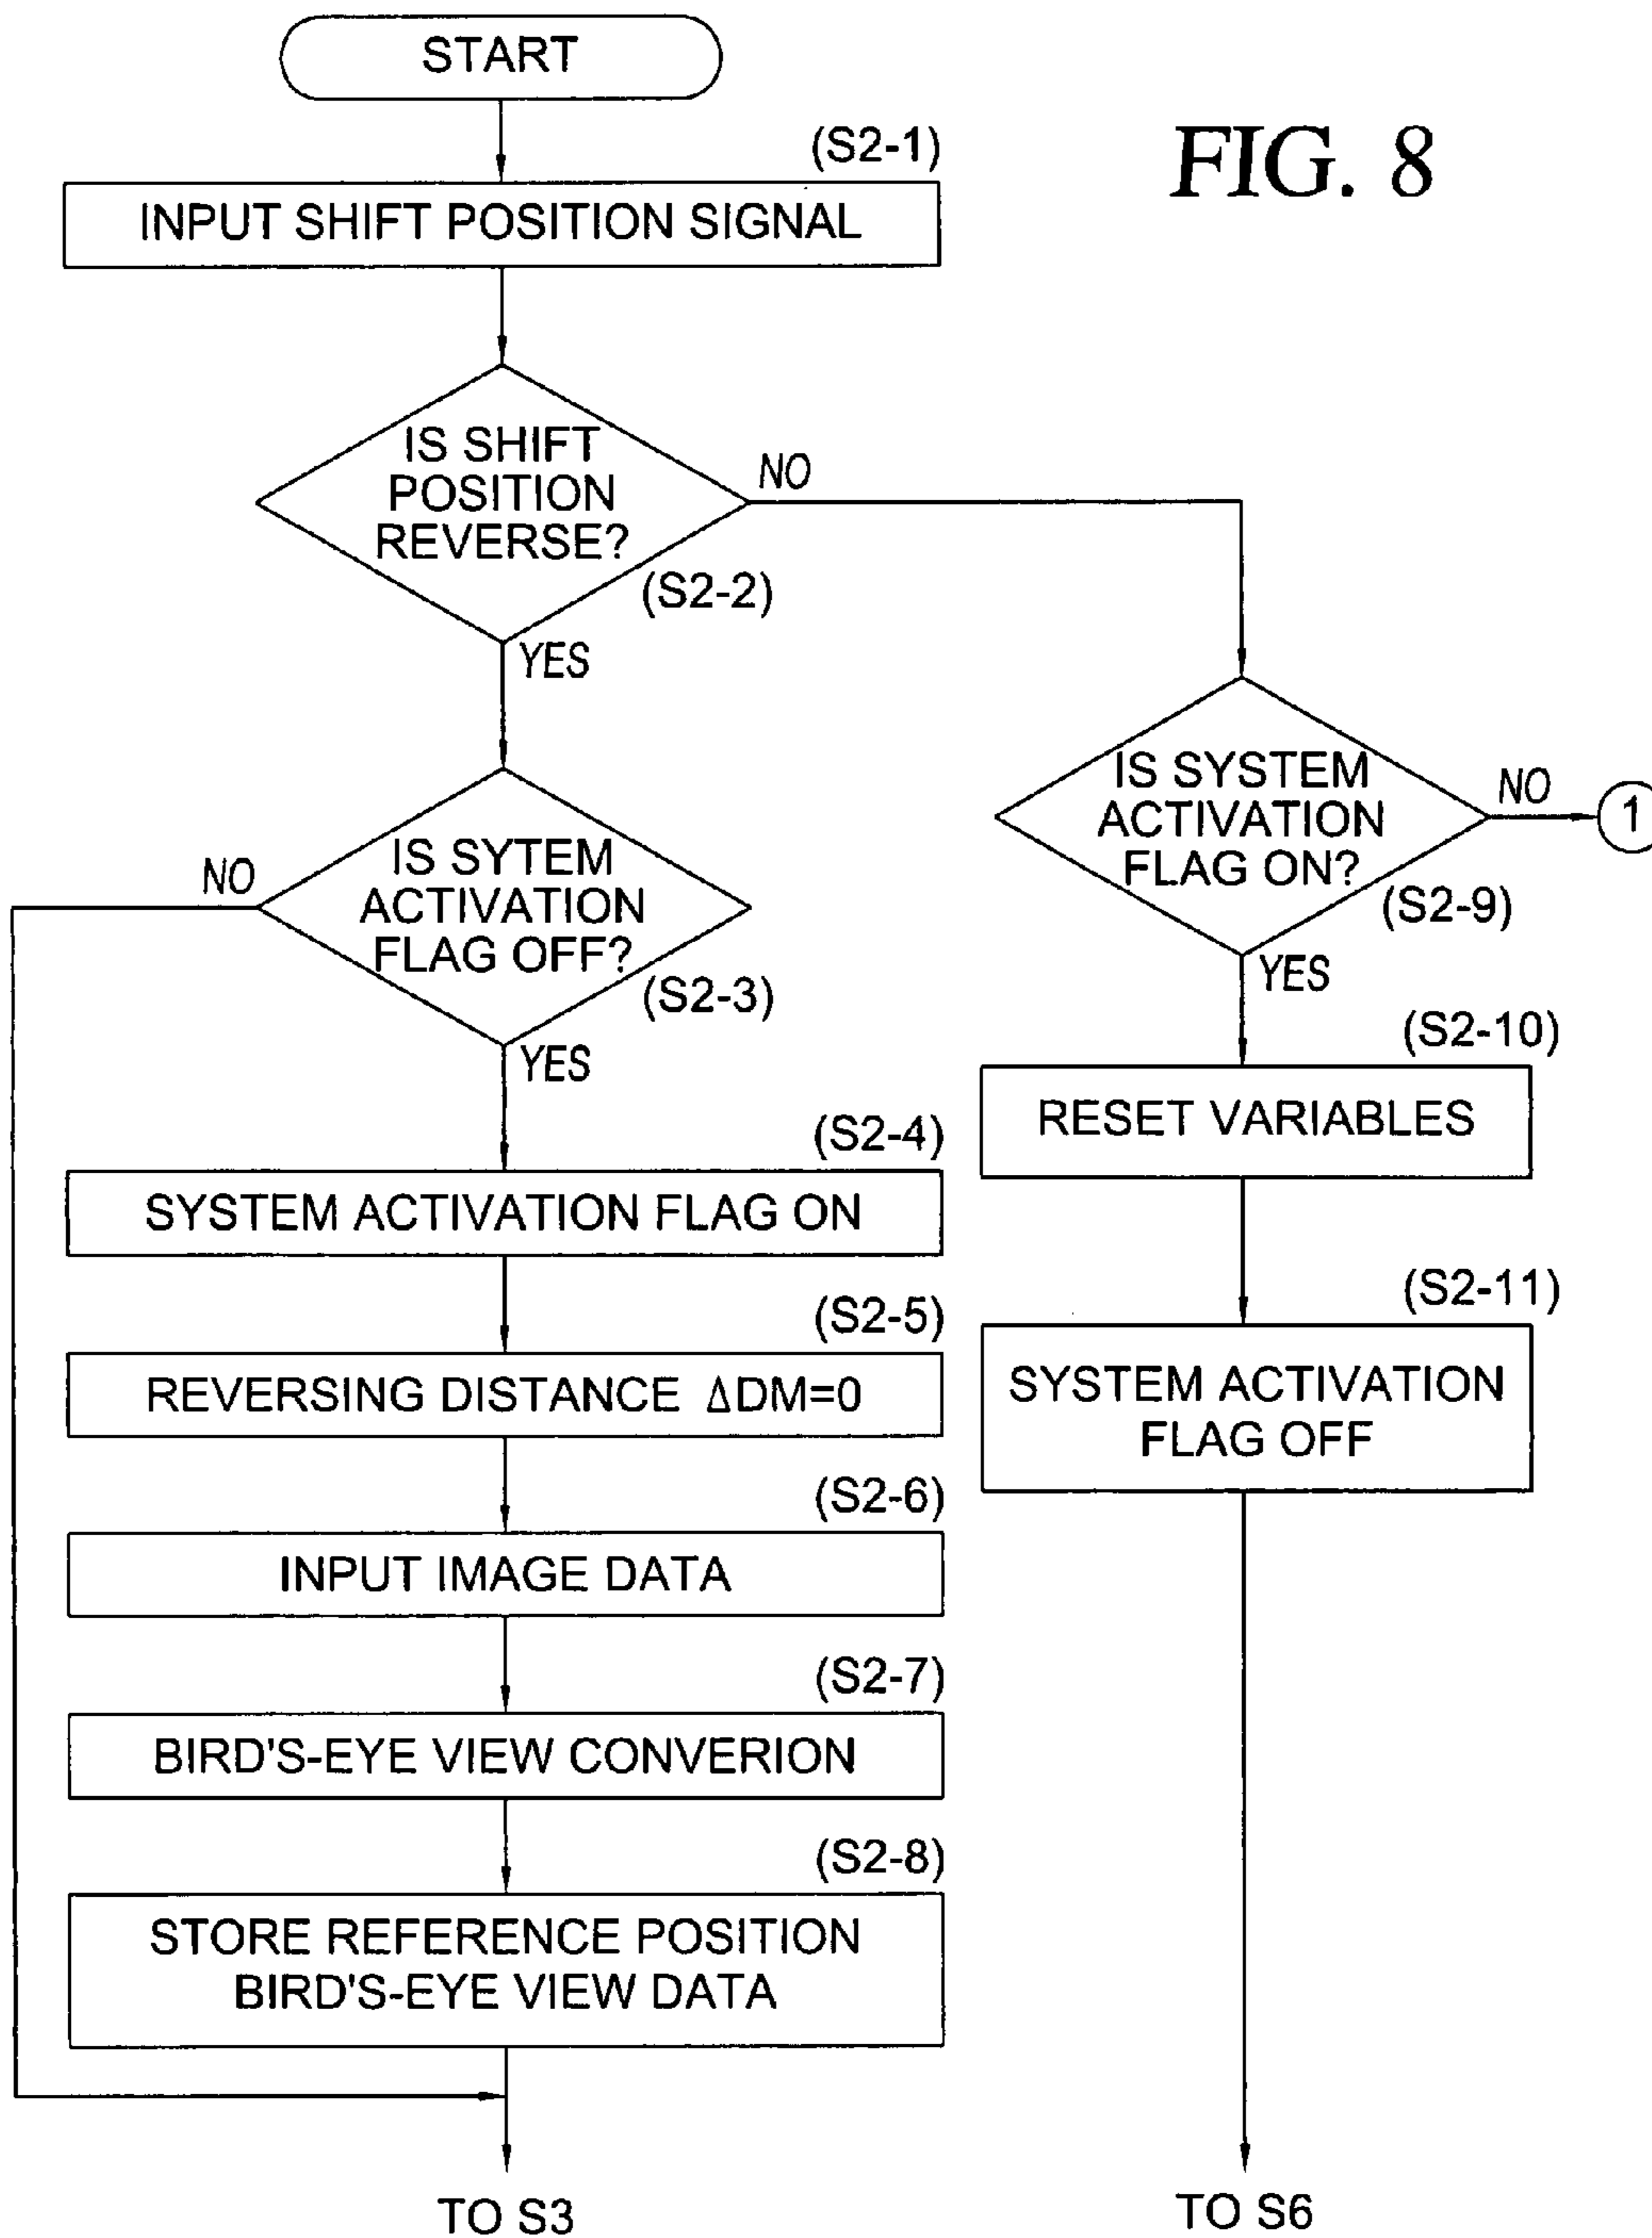 START
FIG. 8
(S2-1)
INPUT SHIFT POSITION SIGNAL
IS SHIFT
POSITION
REVERSE?
NO
(S2-2)
YES
IS SYSTEM
ACTIVATION
FLAG ON?
NO
1
(S2-9)
YES
IS SYTEM
ACTIVATION
FLAG OFF?
NO
(S2-3)
YES
(S2-10)
RESET VARIABLES
(S2-4)
SYSTEM ACTIVATION FLAG ON
(S2-11)
SYSTEM ACTIVATION
FLAG OFF
(S2-5)
REVERSING DISTANCE ΔDM=0
(S2-6)
INPUT IMAGE DATA
(S2-7)
BIRD'S-EYE VIEW CONVERION
(S2-8)
STORE REFERENCE POSITION
BIRD'S-EYE VIEW DATA
TO S3
TO S6